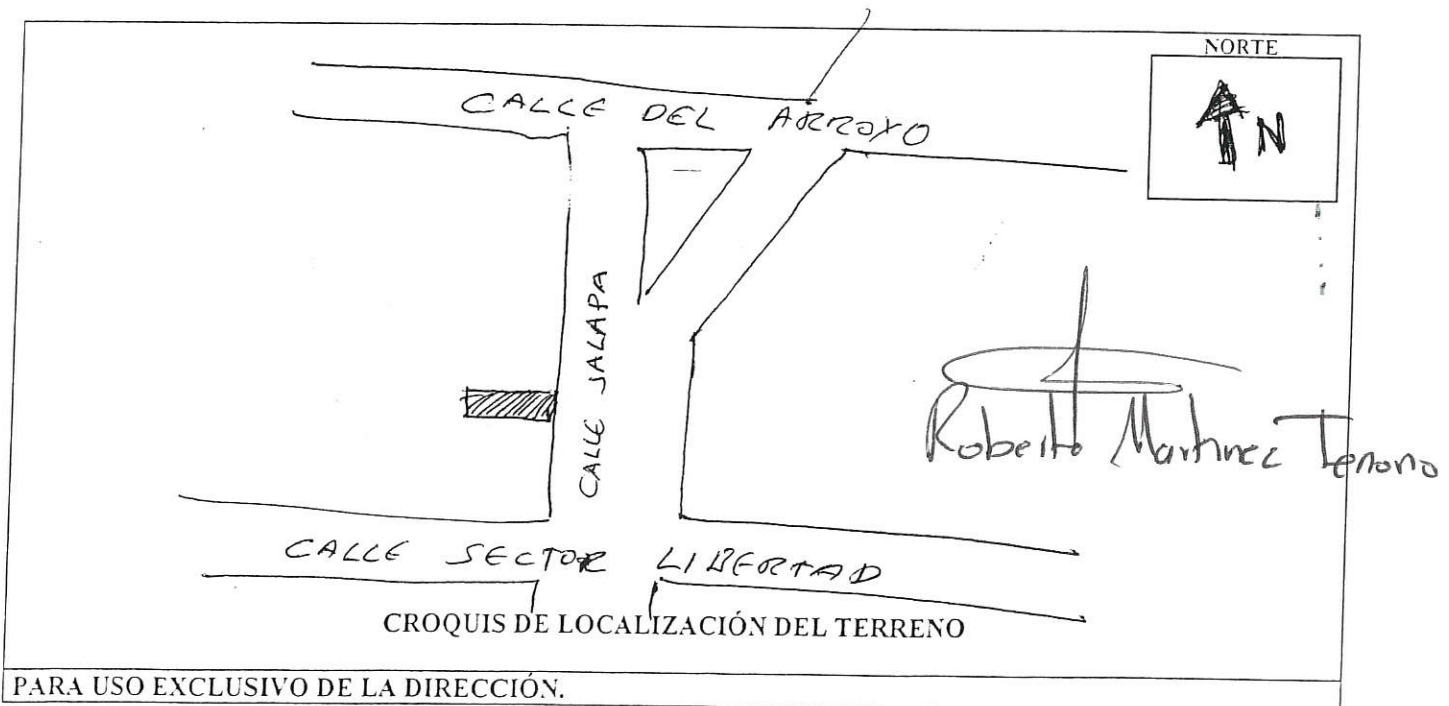 NORTE
N
CALLE DEL ARROYO
CALLE JALAPA
Roberto Martinez
CALLE SECTOR LIBERTAD
CROQUIS DE LOCALIZACIÓN DEL TERRENO
PARA USO EXCLUSIVO DE LA DIRECCIÓN.